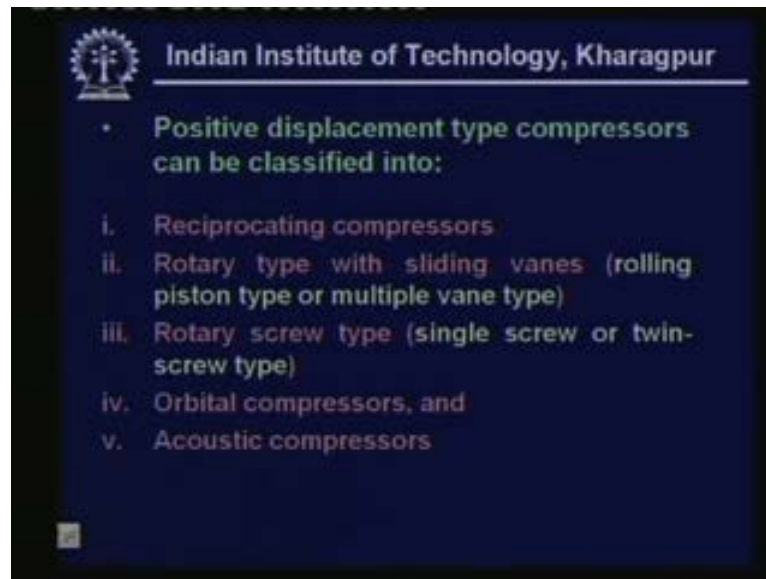 Indian Institute of Technology, Kharagpur
• Positive displacement type compressors
can be classified into:
i. Reciprocating compressors
ii. Rotary type with sliding vanes (rolling
piston type or multiple vane type)
iii. Rotary screw type (single screw or twin-
screw type)
iv. Orbital compressors, and
v. Acoustic compressors